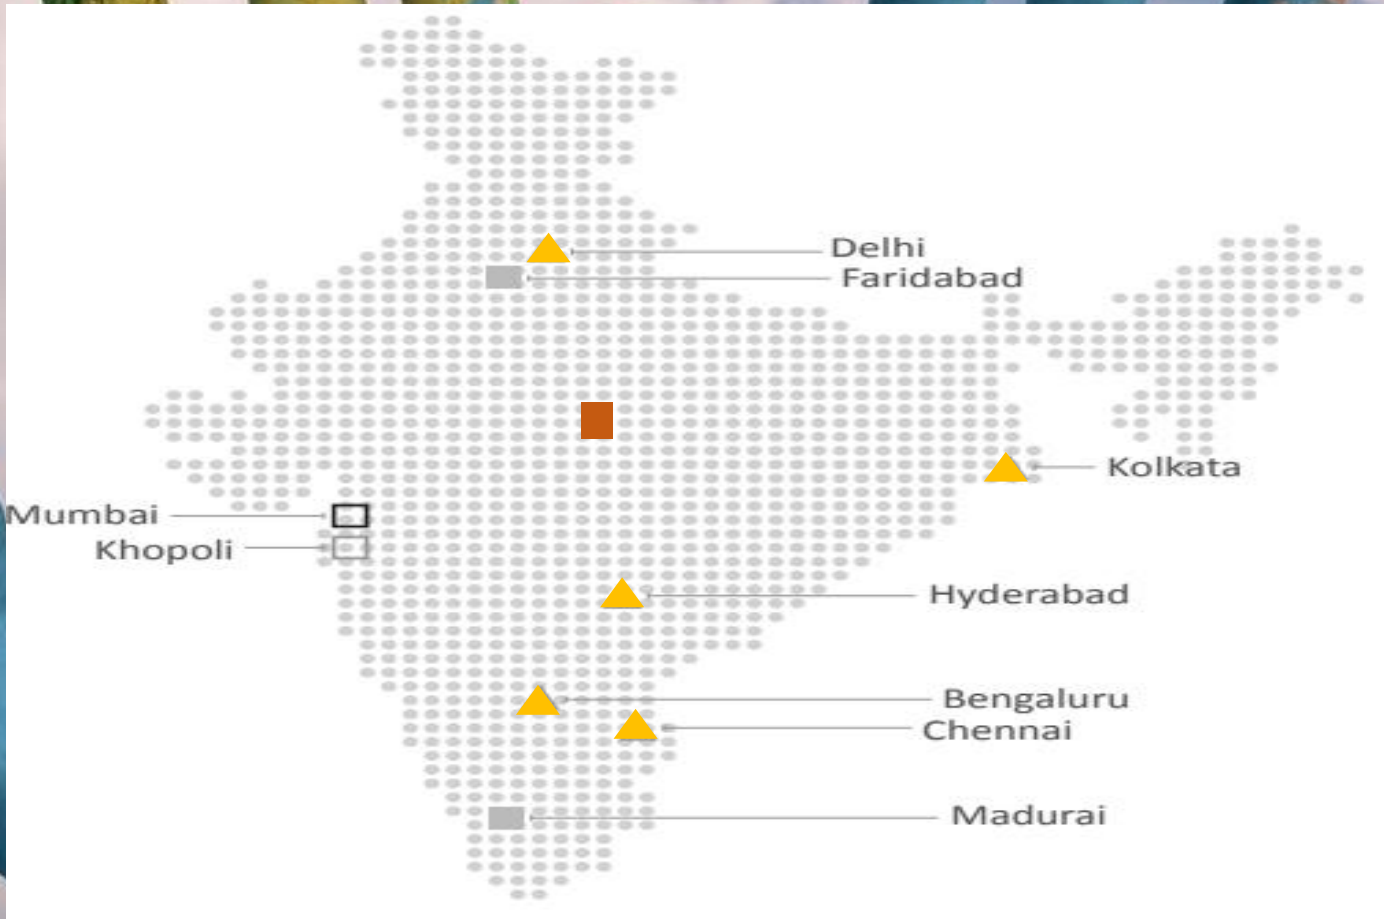 Delhi
Faridabad
Kolkata
Mumbai
Khopoli
Hyderabad
Bengaluru
Chennai
Madurai